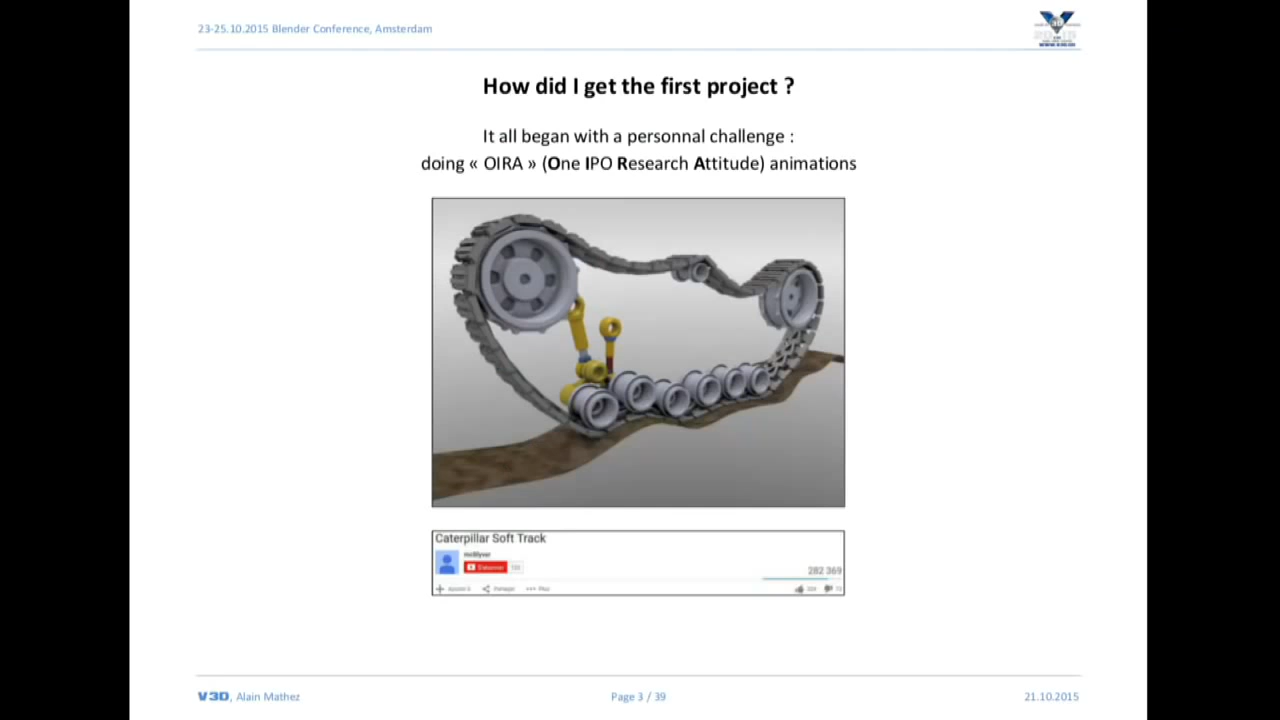 23-25.10.2015 Blender Conference, Amsterdam
How did I get the first project ?
It all began with a personnal challenge :
doing « OIRA » (One IPO Research Attitude) animations
Caterpillar Soft Track
282 369
V3D, Alain Mathez
Page 3 / 39
21.10.2015